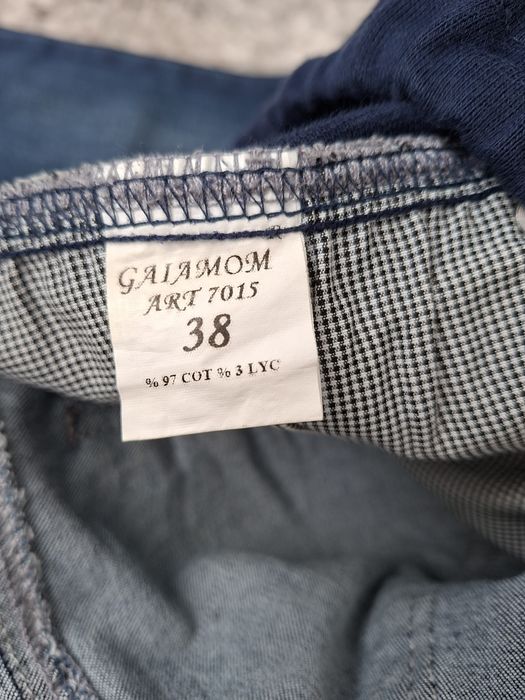 GAIAMOM
ART 7015
38
% 97 COT % 3 LYC